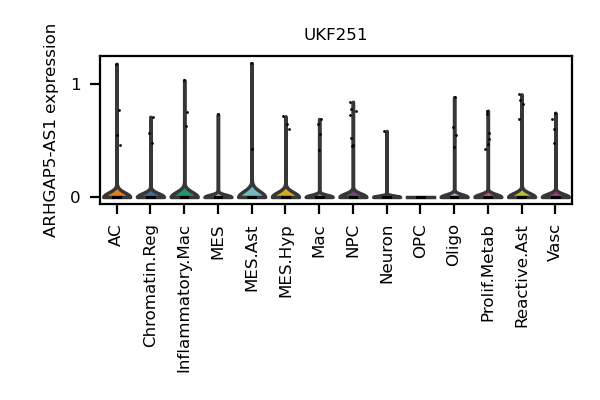 UKF251
ARHGAP5-AS1 expression
1
0
AC
Chromatin.Reg
Inflammatory.Mac
MES
MES.Ast
MES.Hyp
Mac
NPC
Neuron
OPC
Oligo
Prolif.Metab
Reactive.Ast
Vasc